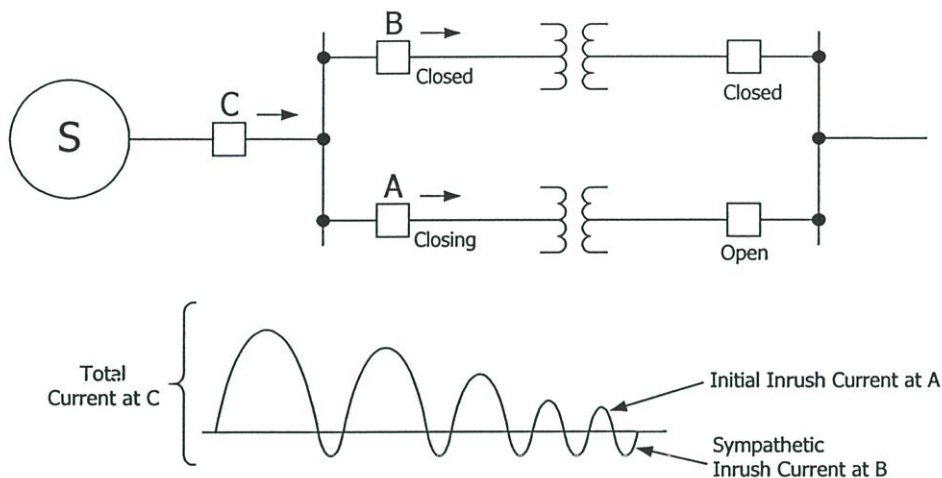 B
Closed
Closed
C
S
A
Closing
Open
Total
Current at C
Initial Inrush Current at A
Sympathetic
Inrush Current at B